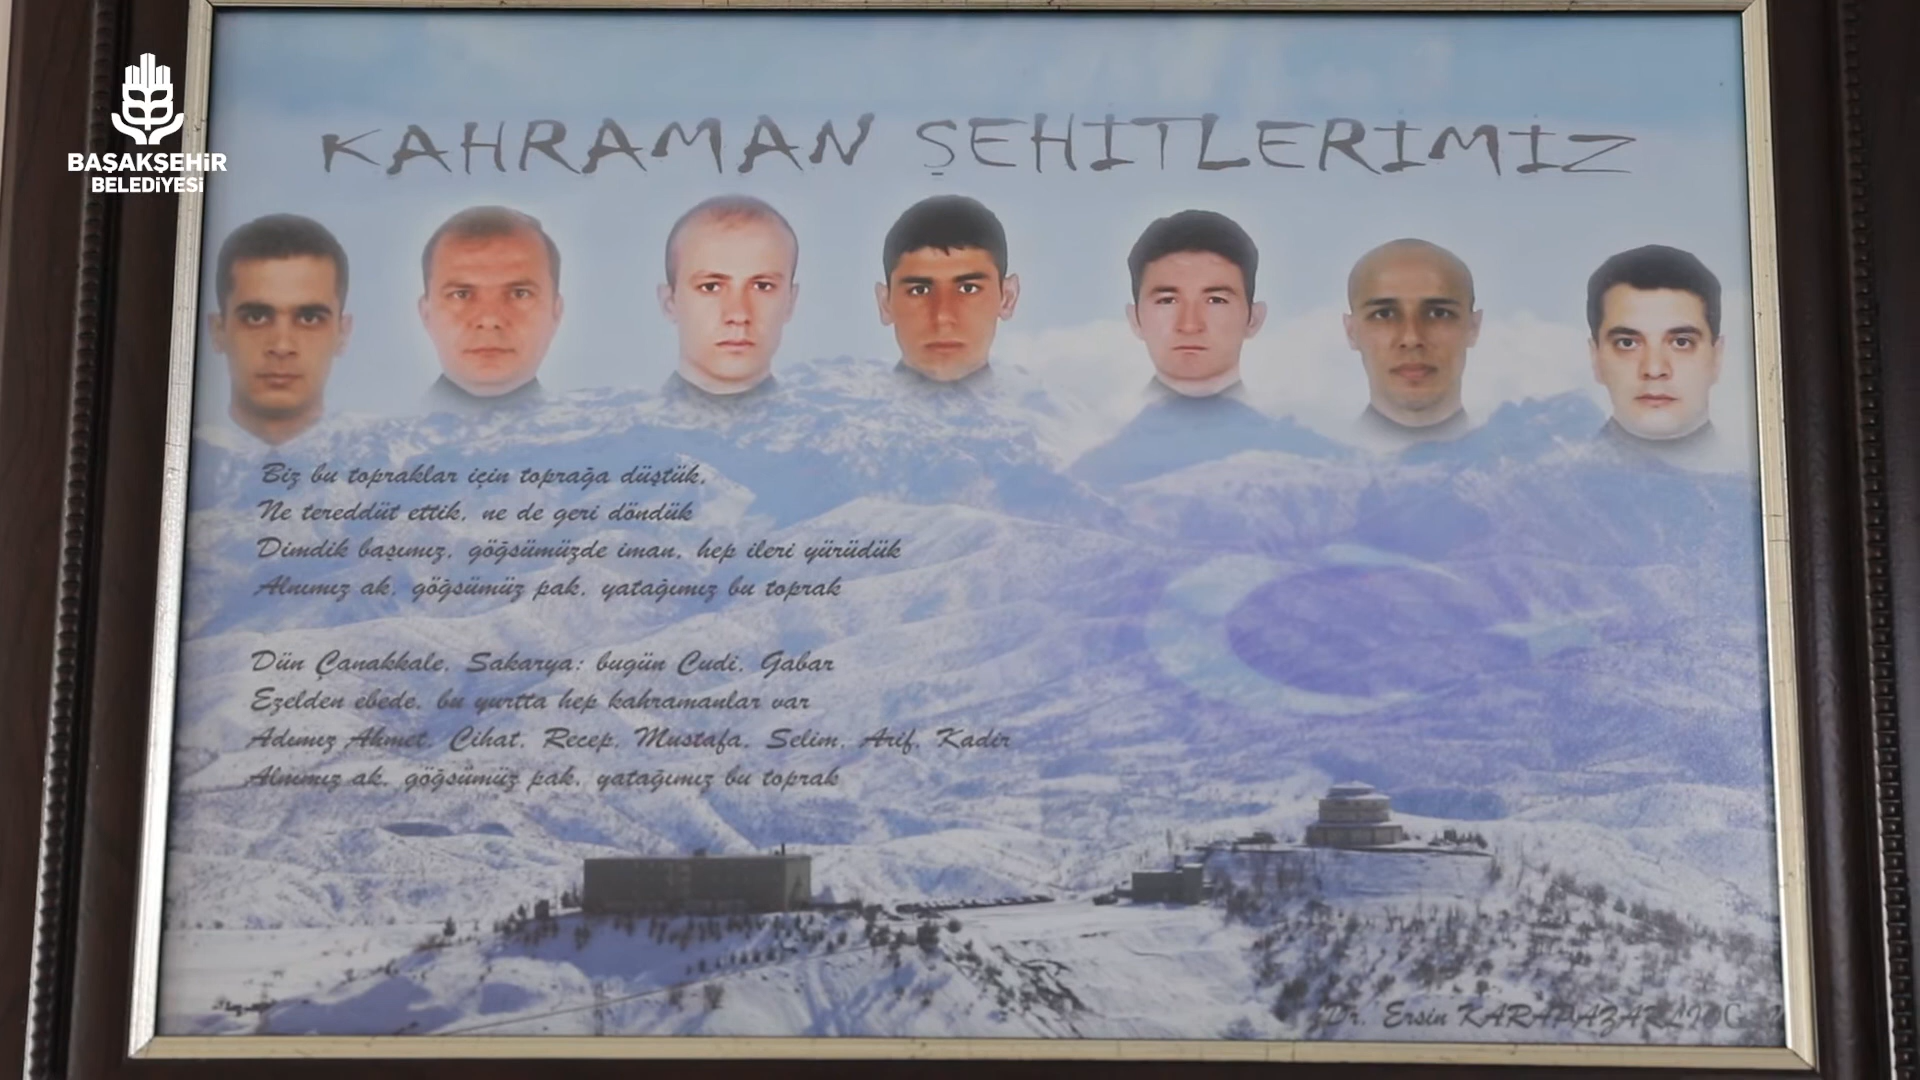 BAŞAKŞEHİR
BELEDİYESİ
KAHRAMAN ŞEHİTLERİMİZ
Biz bu topraklar için toprağa düştük,
Ne tereddüt ettik, ne de geri döndük
Dimdik başımız, göğsümüzde iman, hep ileri yürüdük
Alnımız ak, göğsümüz pak, yatağımız bu toprak
Dün Çanakkale, Sakarya; bugün Cudi, Gabar
Ezelden ebede, bu yurtta hep kahramanlar var
Adımız Ahmet, Cihat, Recep, Mustafa, Selim, Arif, Kadir
Alnımız ak, göğsümüz pak, yatağımız bu toprak
Dr. Ersin